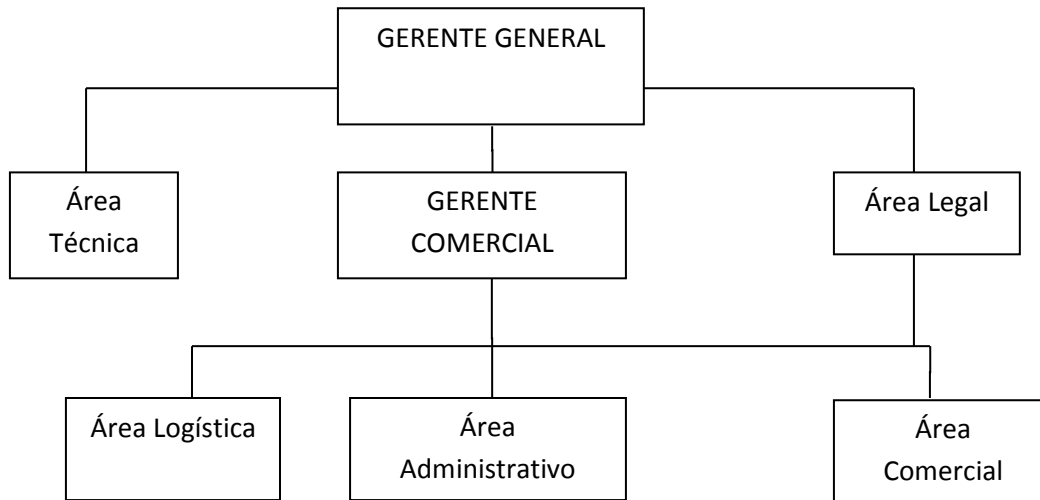 GERENTE GENERAL
Área
Técnica
GERENTE
COMERCIAL
Área Legal
Área Logística
Área
Administrativo
Área
Comercial